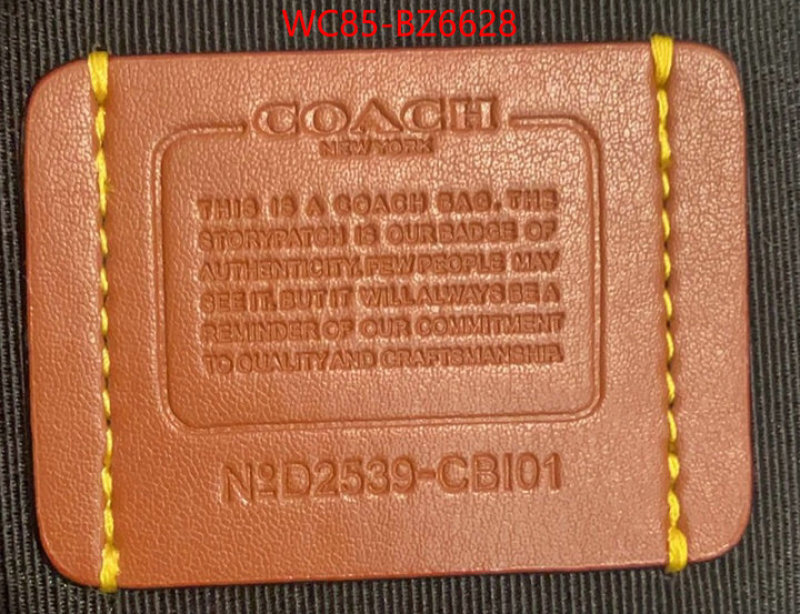 WC85-BZ6628
COACH
NEW YORK
THIS IS A COACH BAG. THE
STORYPATCH IS OUR BADGE OF
AUTHENTICITY. FEW PEOPLE MAY
SEE IT, BUT IT WILL ALWAYS BE A
REMINDER OF OUR COMMITMENT
TO QUALITY AND CRAFTSMANSHIP.
NºD2539-CBI01